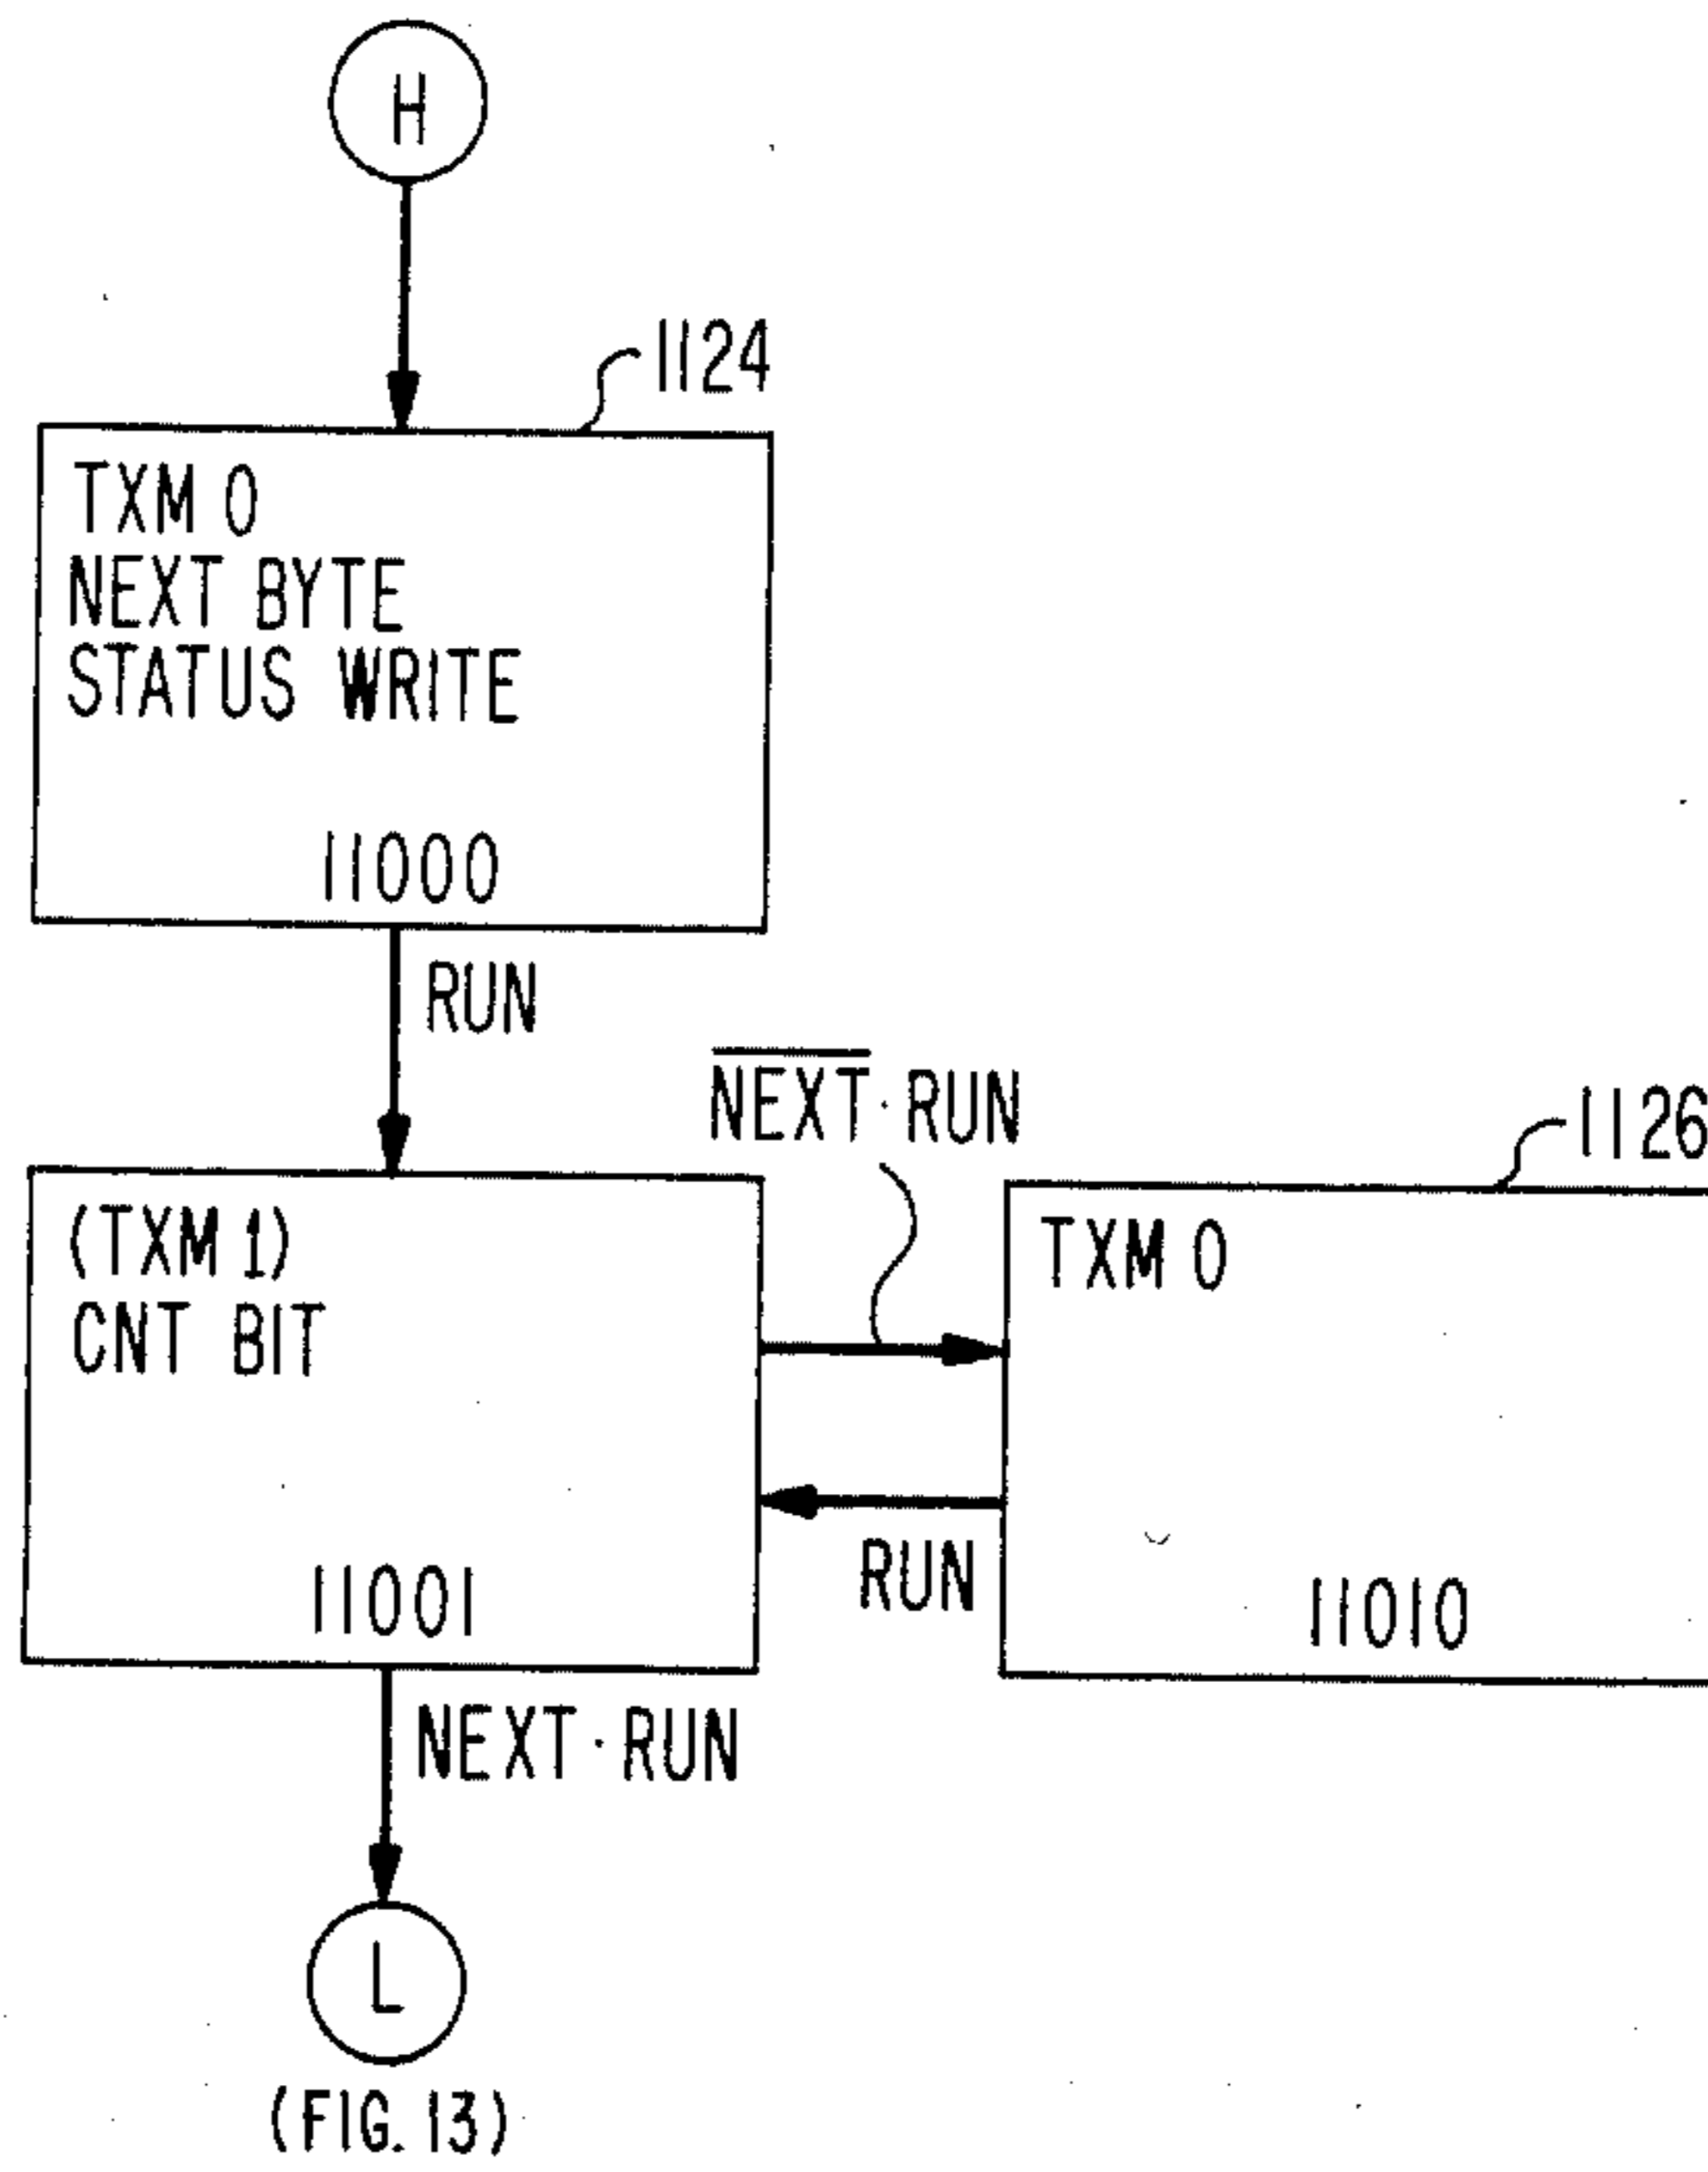 H
1124
TXM 0
NEXT BYTE
STATUS WRITE
11000
RUN
N̅E̅X̅T̅·RUN
1126
(TXM 1)
CNT BIT
11001
TXM 0
RUN
11010
NEXT·RUN
L
(FIG. 13)